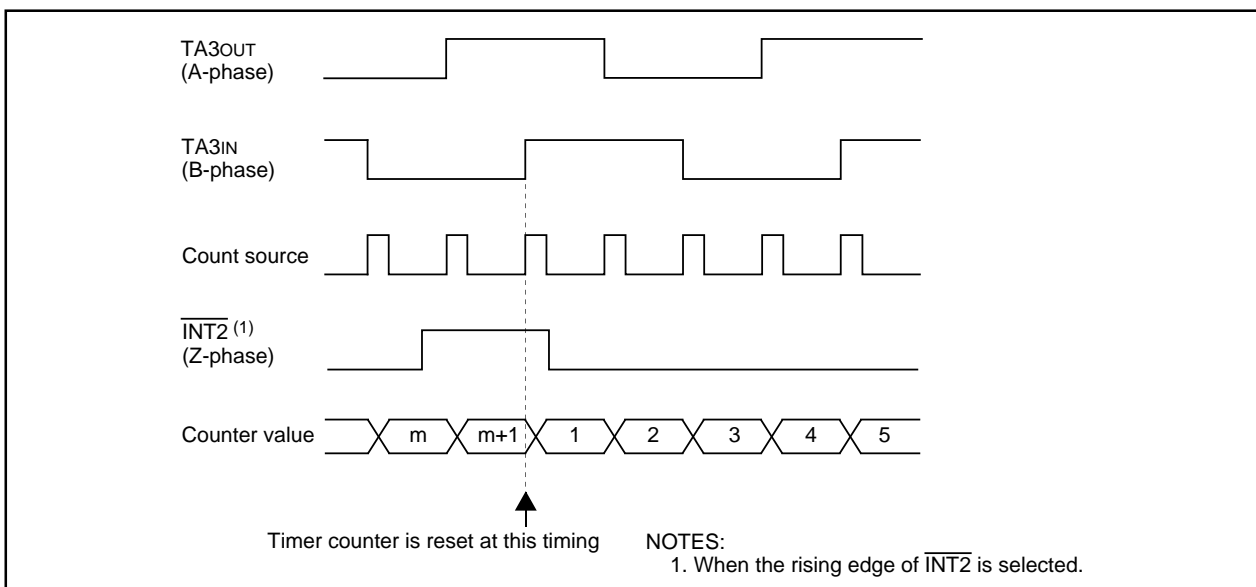 TA3OUT
(A-phase)
TA3IN
(B-phase)
Count source
INT2 (1)
(Z-phase)
Counter value
m
m+1
1
2
3
4
5
Timer counter is reset at this timing
NOTES:
1. When the rising edge of INT2 is selected.